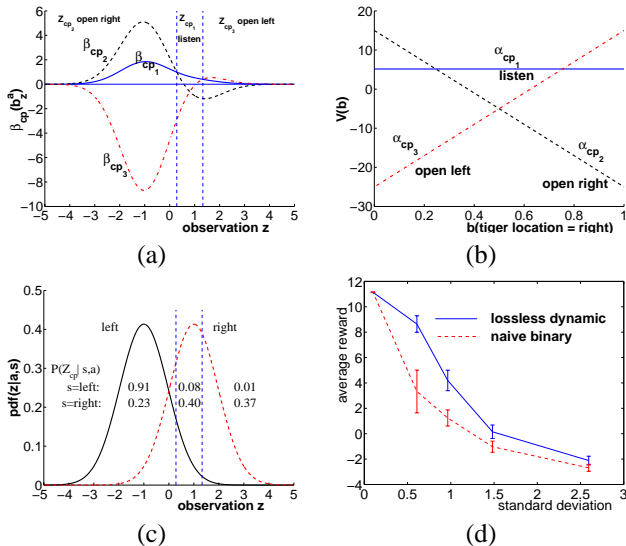 Z_cp2 open right
Z_cp1
listen
Z_cp3 open left
β_cp2
β_cp1
β_cp3
β_cp(b_z^a)
6
4
2
0
−2
−4
−6
−8
−10
−5 −4 −3 −2 −1 0 1 2 3 4 5
observation z
(a)
V(b)
20
15
10
5
0
−5
−10
−15
−20
−25
−30
α_cp1
listen
α_cp3
open left
α_cp2
open right
0 0.2 0.4 0.6 0.8 1
b(tiger location = right)
(b)
pdf(z|a,s)
0.5
0.4
0.3
0.2
0.1
0
left
right
P(Z_cp| s,a)
s=left: 0.91 0.08 0.01
s=right: 0.23 0.40 0.37
−5 −4 −3 −2 −1 0 1 2 3 4 5
observation z
(c)
average reward
12
10
8
6
4
2
0
−2
−4
lossless dynamic
naive binary
0 0.5 1 1.5 2 2.5 3
standard deviation
(d)